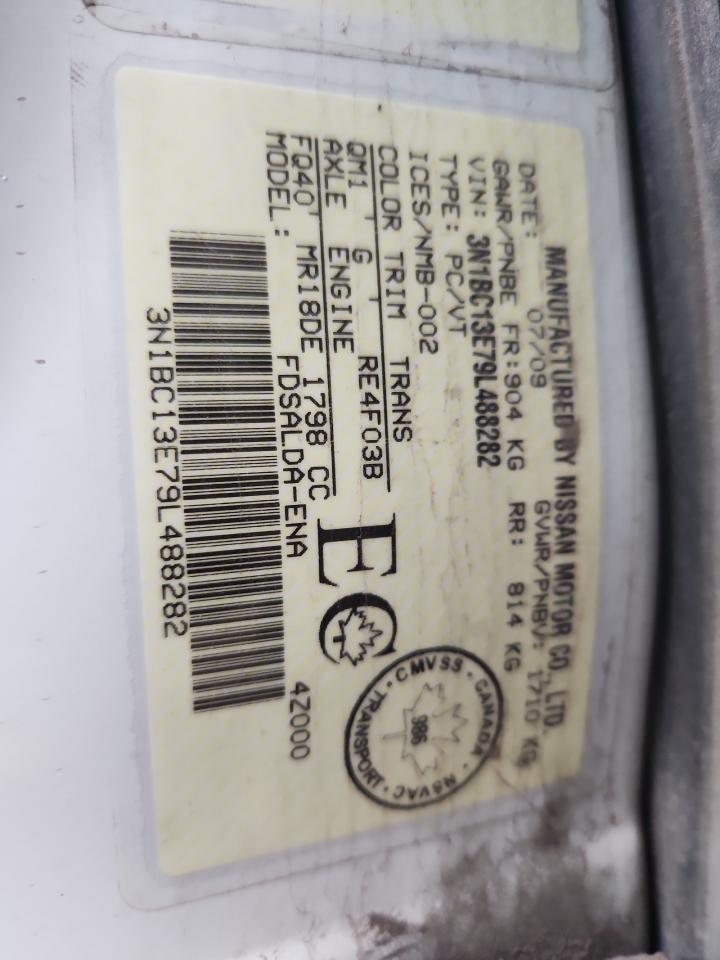 MANUFACTURED BY NISSAN MOTOR CO., LTD.
DATE: 07/09 GVWR/PNBV: 1710 KG
GAWR/PNBE FR:904 KG RR: 814 KG
VIN: 3N1BC13E79L488282
TYPE: PC/VT
ICES/NMB-002
COLOR TRIM TRANS
QM1 G RE4F03B
AXLE ENGINE
FQ40 MR18DE 1798 CC
MODEL: FDSALDA-ENA 4Z000
3N1BC13E79L488282
EC
CMVSS · CANADA · NSVAC · TRANSPORT ·
986